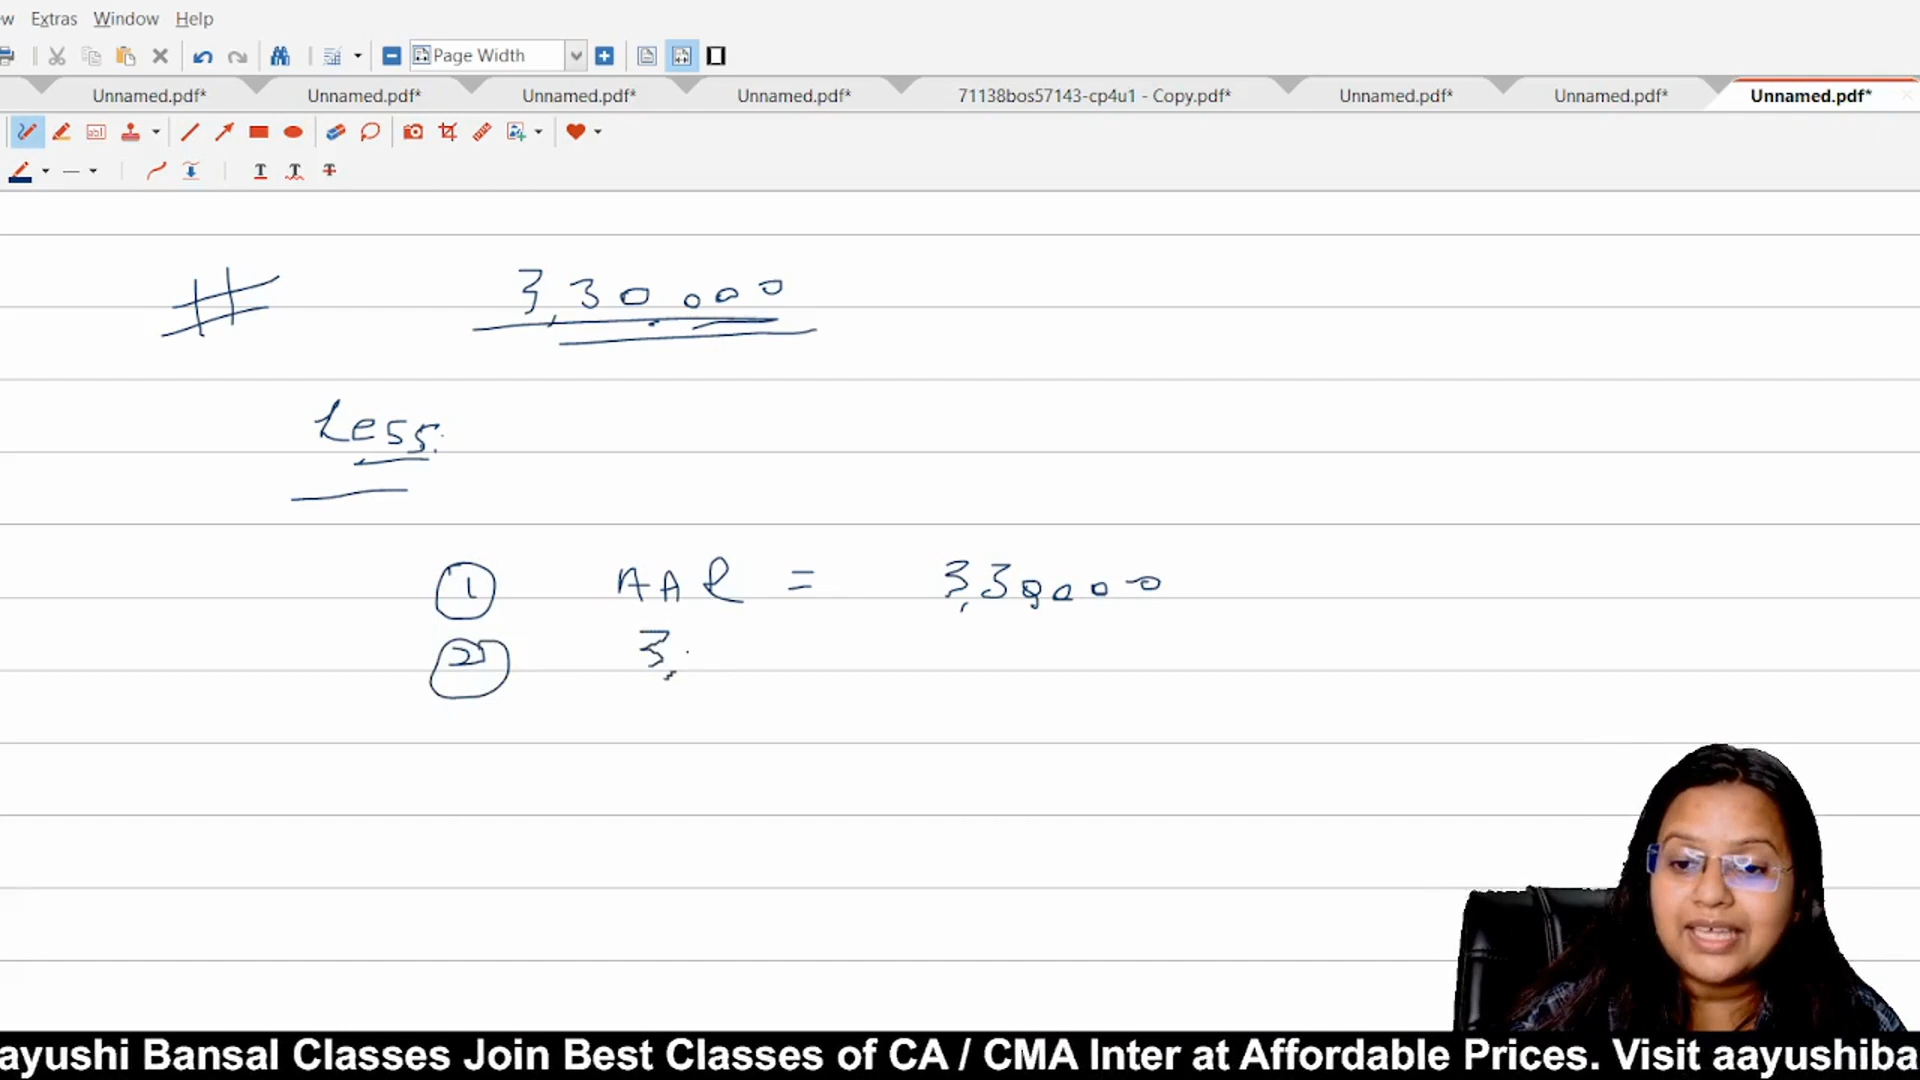 w Extras Window Help
Page Width
Unnamed.pdf* Unnamed.pdf* Unnamed.pdf* Unnamed.pdf* 71138bos57143-cp4u1 - Copy.pdf* Unnamed.pdf* Unnamed.pdf* Unnamed.pdf*
# 3,30,000
Less:
① AAR = 3,30,000
② 3,
ayushi Bansal Classes Join Best Classes of CA / CMA Inter at Affordable Prices. Visit aayushiba